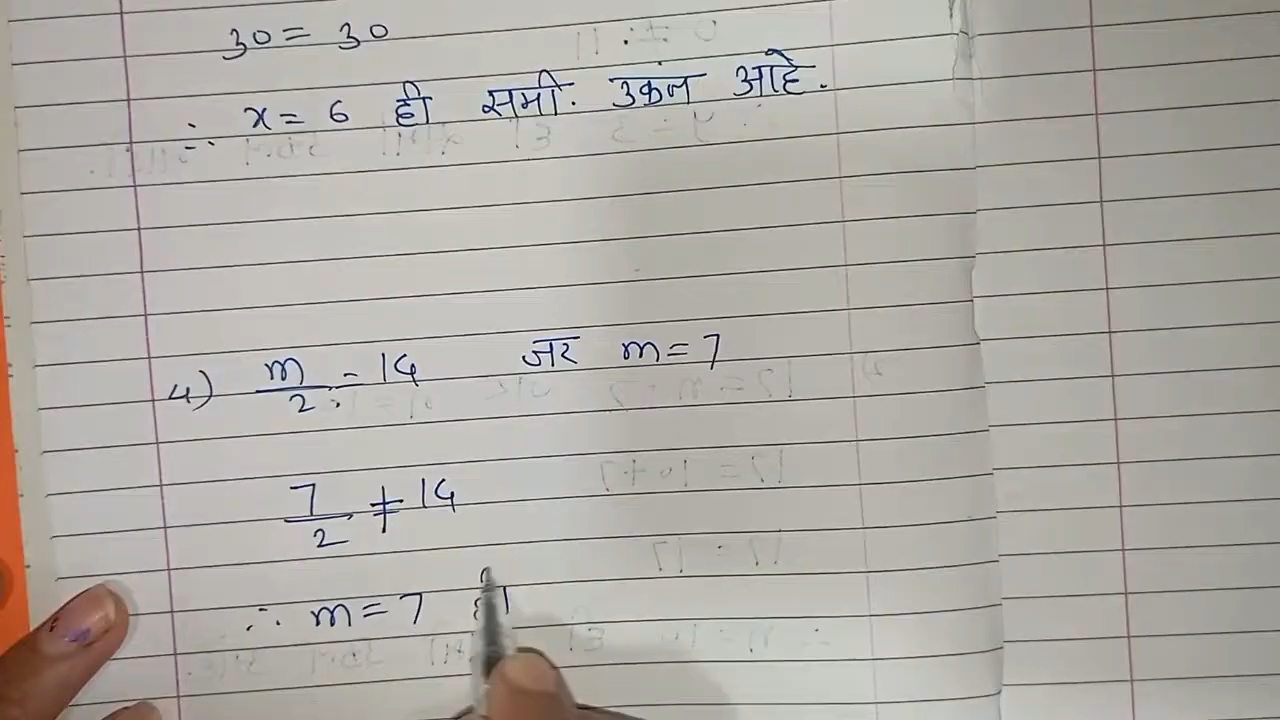 30 = 30
∴ x = 6 ही समी. उकल आहे.
4) m/2 = 14 जर m = 7
7/2 ≠ 14
∴ m = 7 ही